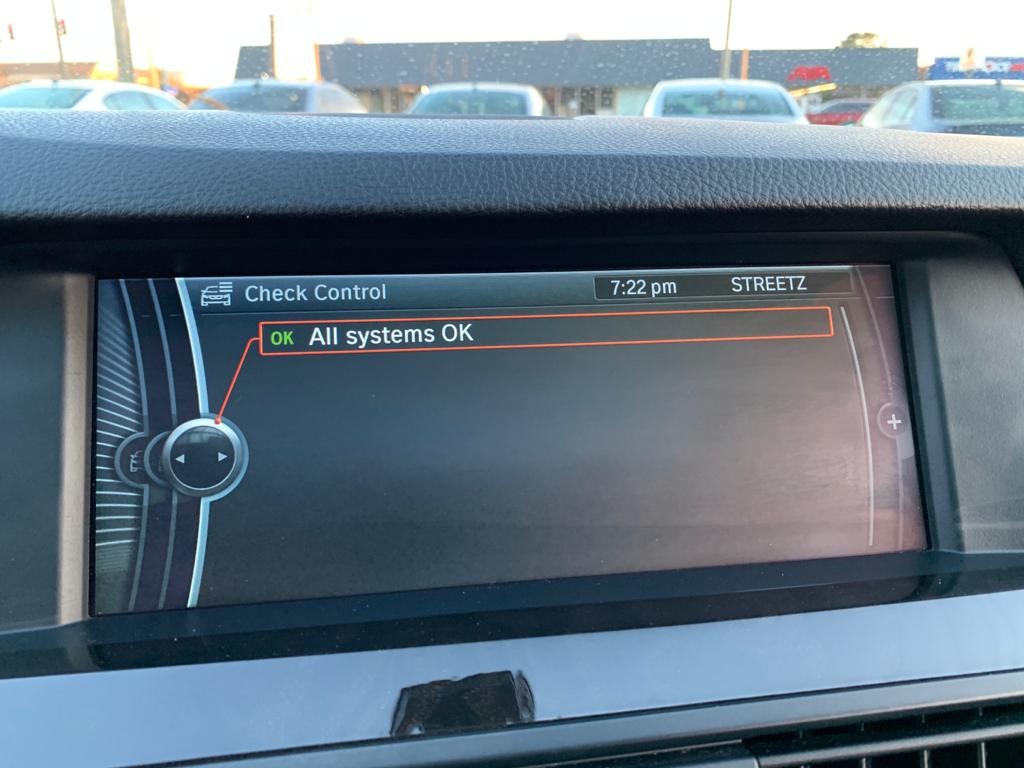 Check Control
7:22 pm
STREETZ
OK All systems OK